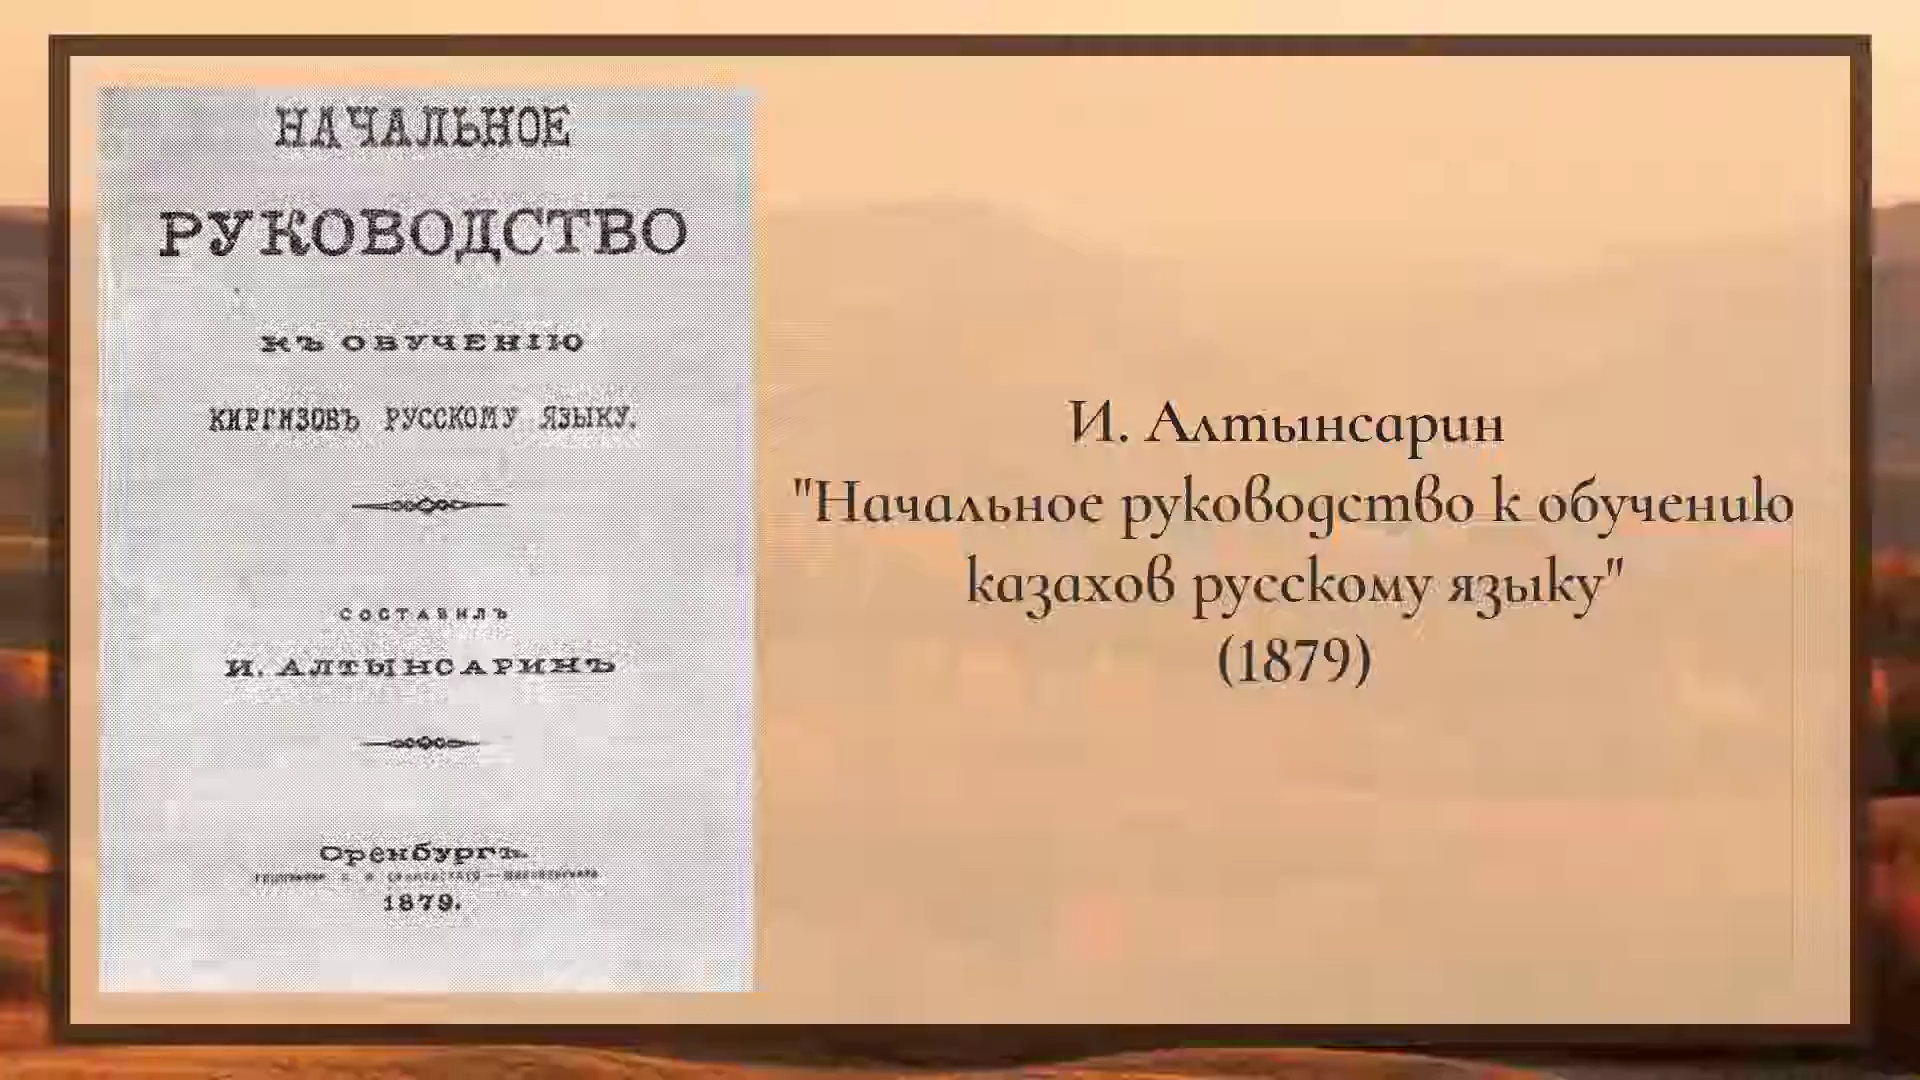 НАЧАЛЬНОЕ
РУКОВОДСТВО
КЪ ОБУЧЕНІЮ
КИРГИЗОВЪ РУССКОМУ ЯЗЫКУ.
СОСТАВИЛЪ
И. АЛТЫНСАРИНЪ
Оренбургъ.
1879.
И. Алтынсарин
"Начальное руководство к обучению
казахов русскому языку"
(1879)